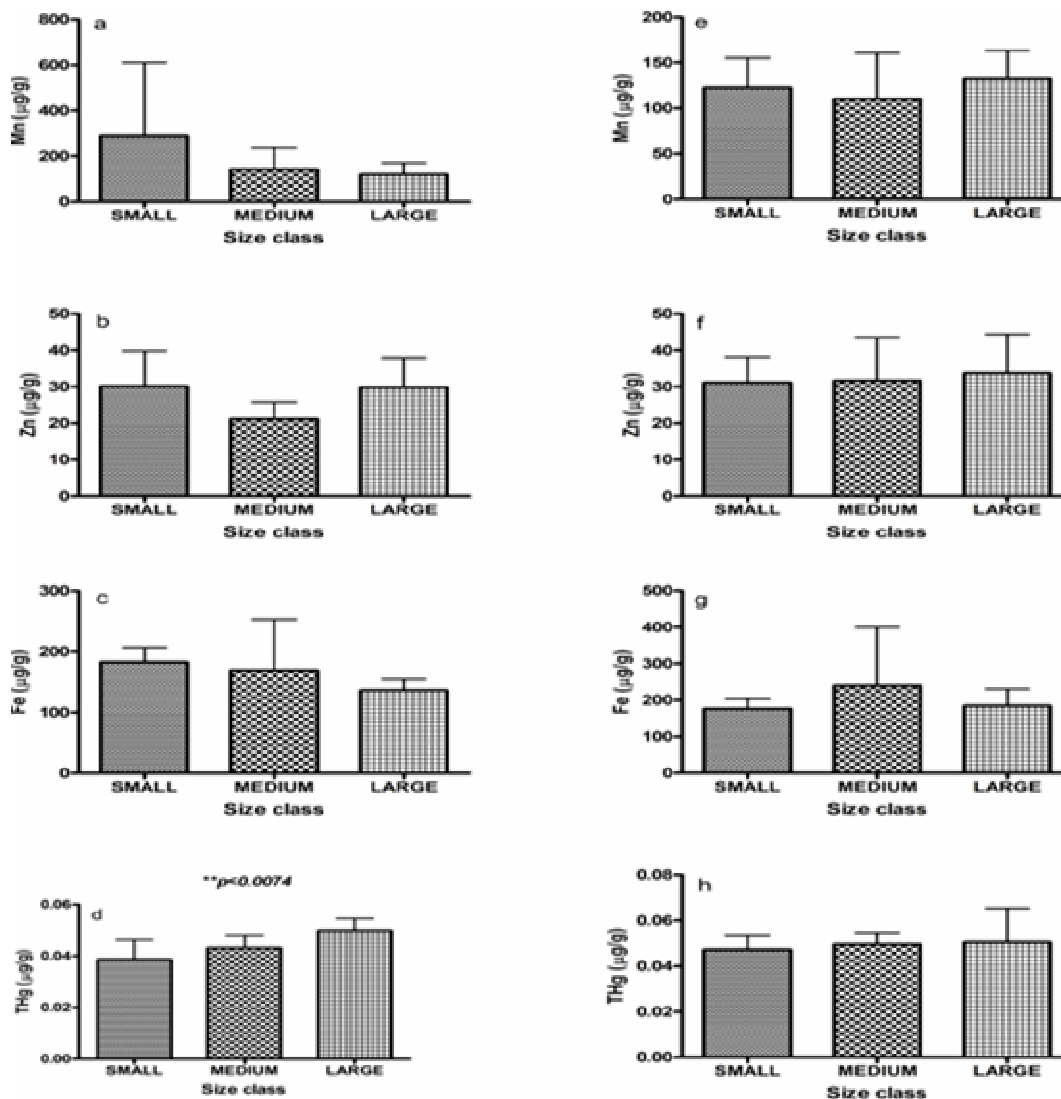 a
Mn (µg/g)
800
600
400
200
0
SMALL MEDIUM LARGE
Size class
e
Mn (µg/g)
200
150
100
50
0
SMALL MEDIUM LARGE
Size class
b
Zn (µg/g)
50
40
30
20
10
0
SMALL MEDIUM LARGE
Size class
f
Zn (µg/g)
50
40
30
20
10
0
SMALL MEDIUM LARGE
Size class
c
Fe (µg/g)
300
200
100
0
SMALL MEDIUM LARGE
Size class
g
Fe (µg/g)
500
400
300
200
100
0
SMALL MEDIUM LARGE
Size class
**p<0.0074
d
THg (µg/g)
0.06
0.04
0.02
0.00
SMALL MEDIUM LARGE
Size class
h
THg (µg/g)
0.08
0.06
0.04
0.02
0.00
SMALL MEDIUM LARGE
Size class